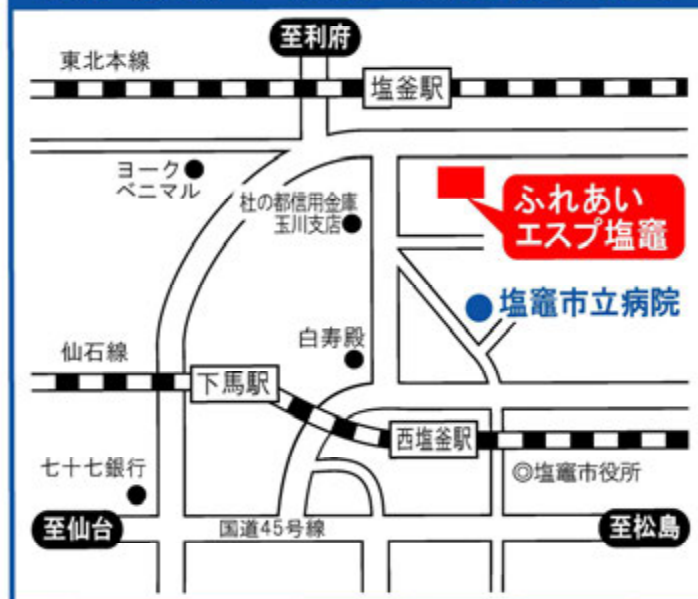 至利府
東北本線
塩釜駅
ヨーク
ベニマル
杜の都信用金庫
玉川支店
ふれあい
エスプ塩竈
塩竈市立病院
白寿殿
仙石線
下馬駅
西塩釜駅
七十七銀行
◎塩竈市役所
至仙台
国道45号線
至松島